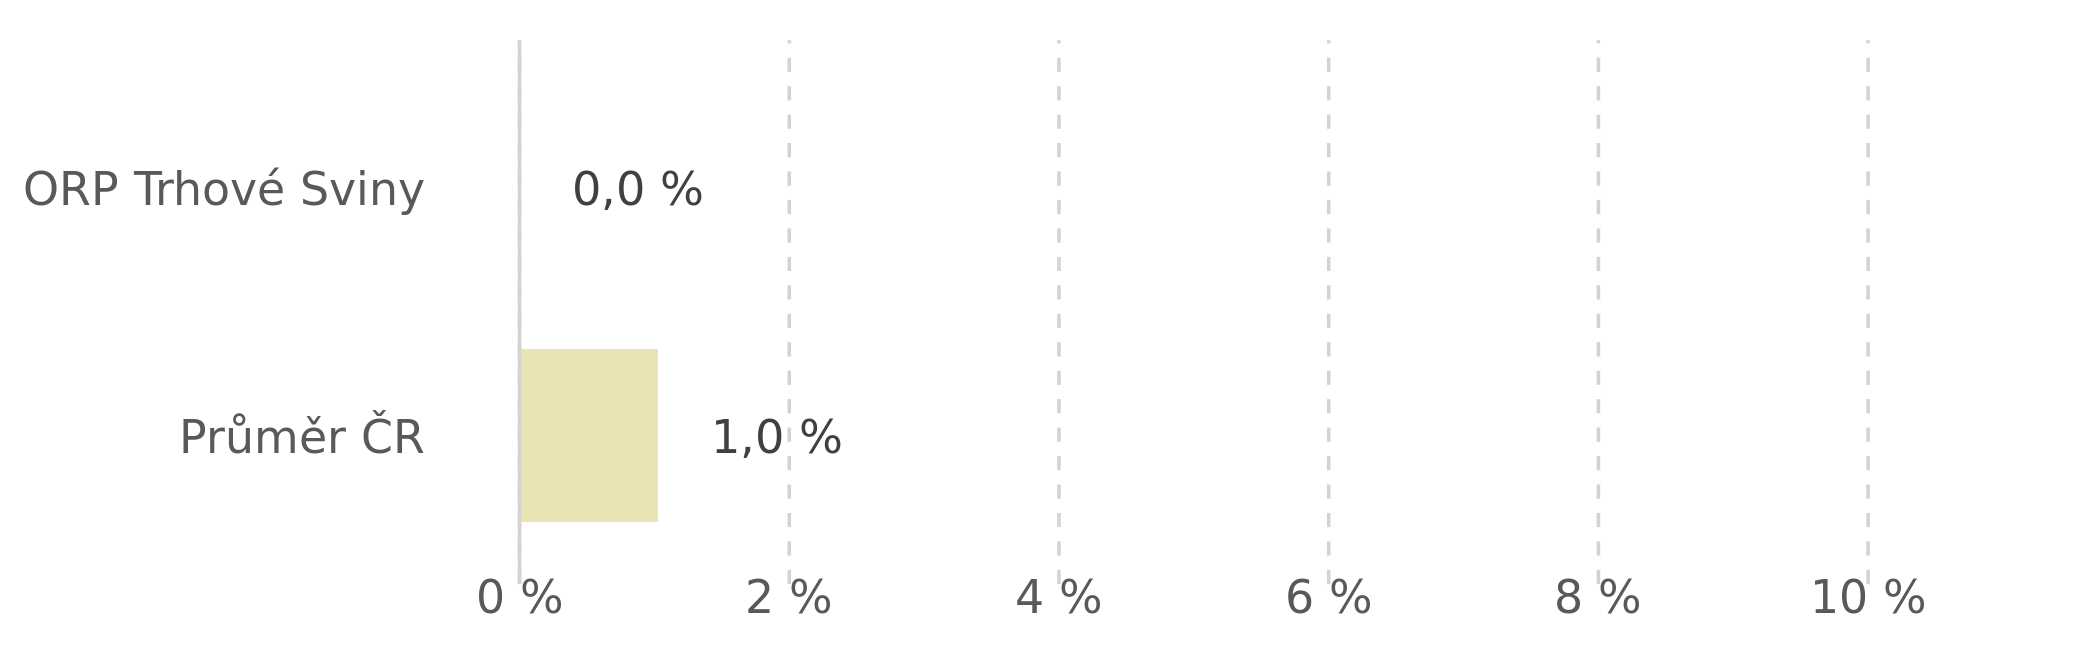 ORP Trhové Sviny 0,0 %
Průměr ČR 1,0 %
0 % 2 % 4 % 6 % 8 % 10 %